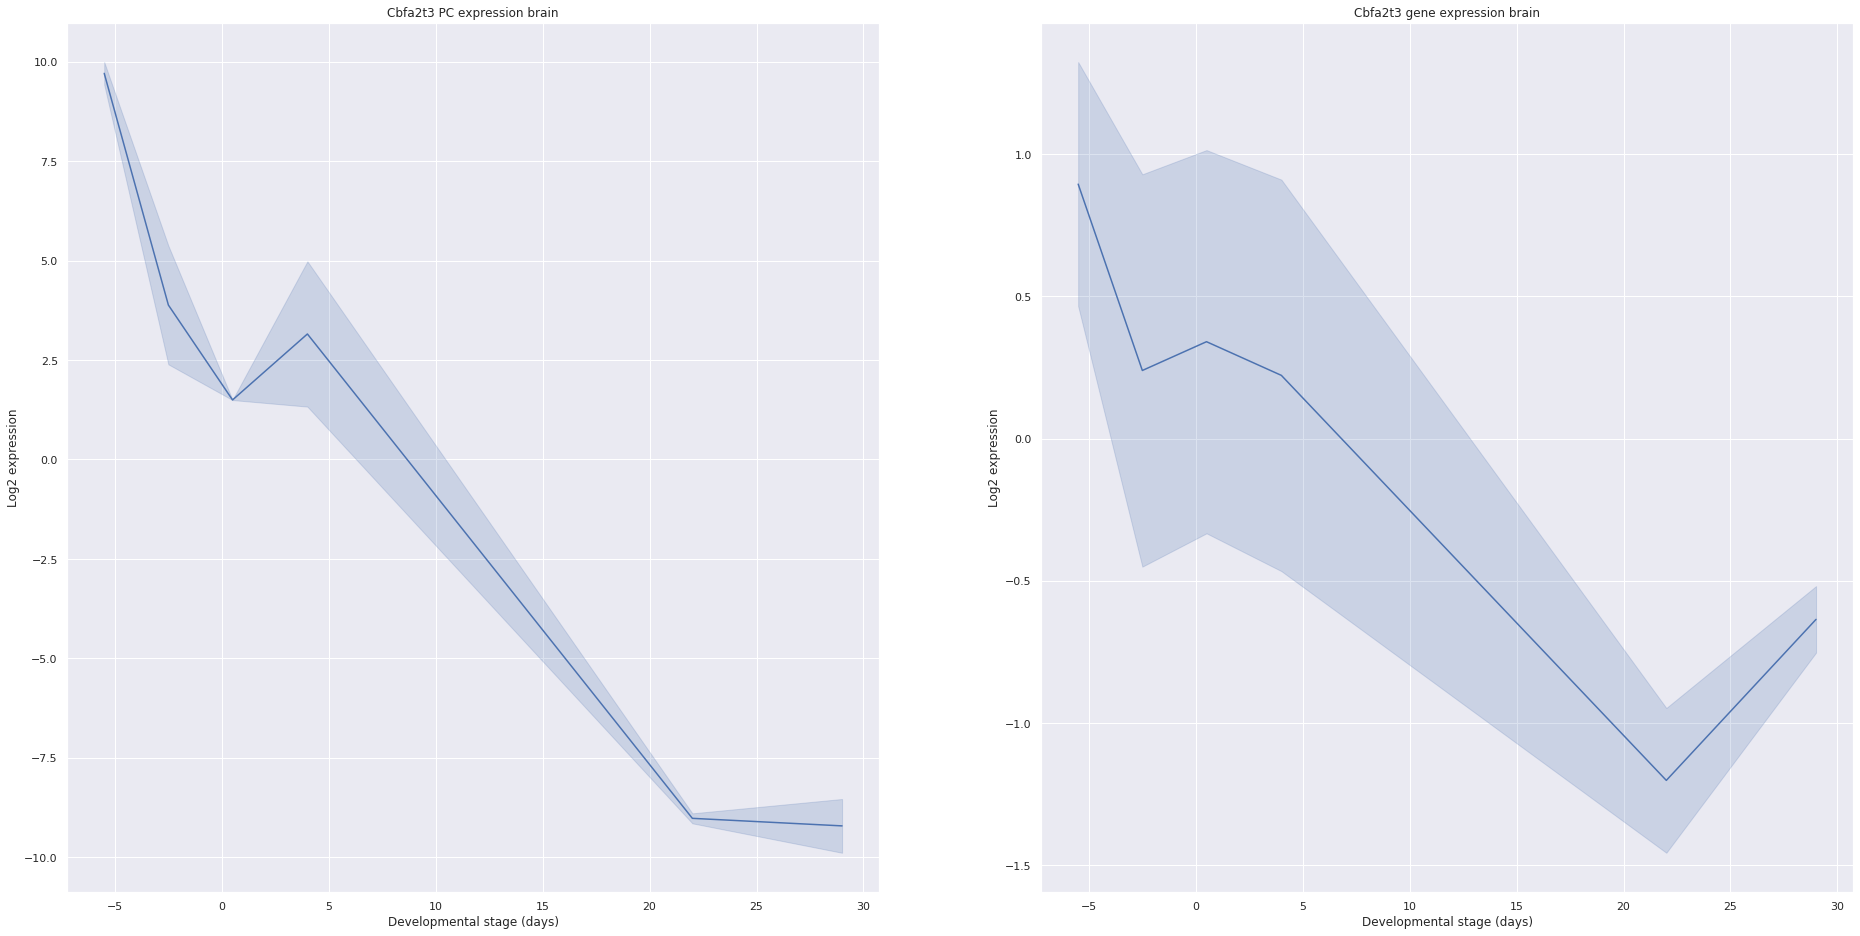 Cbfa2t3 PC expression brain
10.0
7.5
5.0
2.5
0.0
−2.5
−5.0
−7.5
−10.0
Log2 expression
−5 0 5 10 15 20 25 30
Developmental stage (days)
Cbfa2t3 gene expression brain
1.0
0.5
0.0
−0.5
−1.0
−1.5
Log2 expression
−5 0 5 10 15 20 25 30
Developmental stage (days)